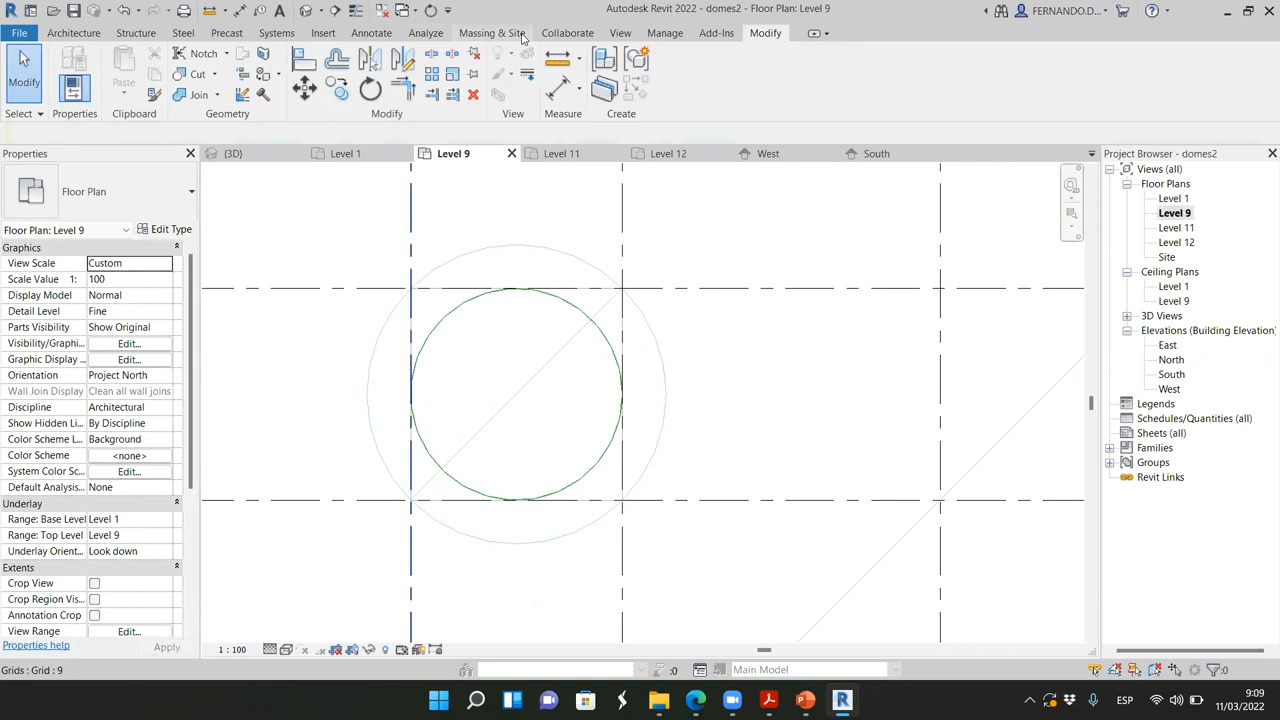 Autodesk Revit 2022 - domes2 - Floor Plan: Level 9
FERNANDO.D...
File Architecture Structure Steel Precast Systems Insert Annotate Analyze Massing & Site Collaborate View Manage Add-Ins Modify
Modify Paste Notch Cut Join
Select Properties Clipboard Geometry Modify View Measure Create
Properties {3D} Level 1 Level 9 Level 11 Level 12 West South Project Browser - domes2
Floor Plan
Floor Plan: Level 9 Edit Type
Graphics
View Scale Custom
Scale Value 1: 100
Display Model Normal
Detail Level Fine
Parts Visibility Show Original
Visibility/Graphi... Edit...
Graphic Display ... Edit...
Orientation Project North
Wall Join Display Clean all wall joins
Discipline Architectural
Show Hidden Li... By Discipline
Color Scheme L... Background
Color Scheme <none>
System Color Sc... Edit...
Default Analysis... None
Underlay
Range: Base Level Level 1
Range: Top Level Level 9
Underlay Orient... Look down
Extents
Crop View
Crop Region Vis...
Annotation Crop
View Range Edit...
Properties help Apply
Views (all)
Floor Plans
Level 1
Level 9
Level 11
Level 12
Site
Ceiling Plans
Level 1
Level 9
3D Views
Elevations (Building Elevation)
East
North
South
West
Legends
Schedules/Quantities (all)
Sheets (all)
Families
Groups
Revit Links
1 : 100
Grids : Grid : 9 :0 Main Model :0
ESP 9:09
11/03/2022